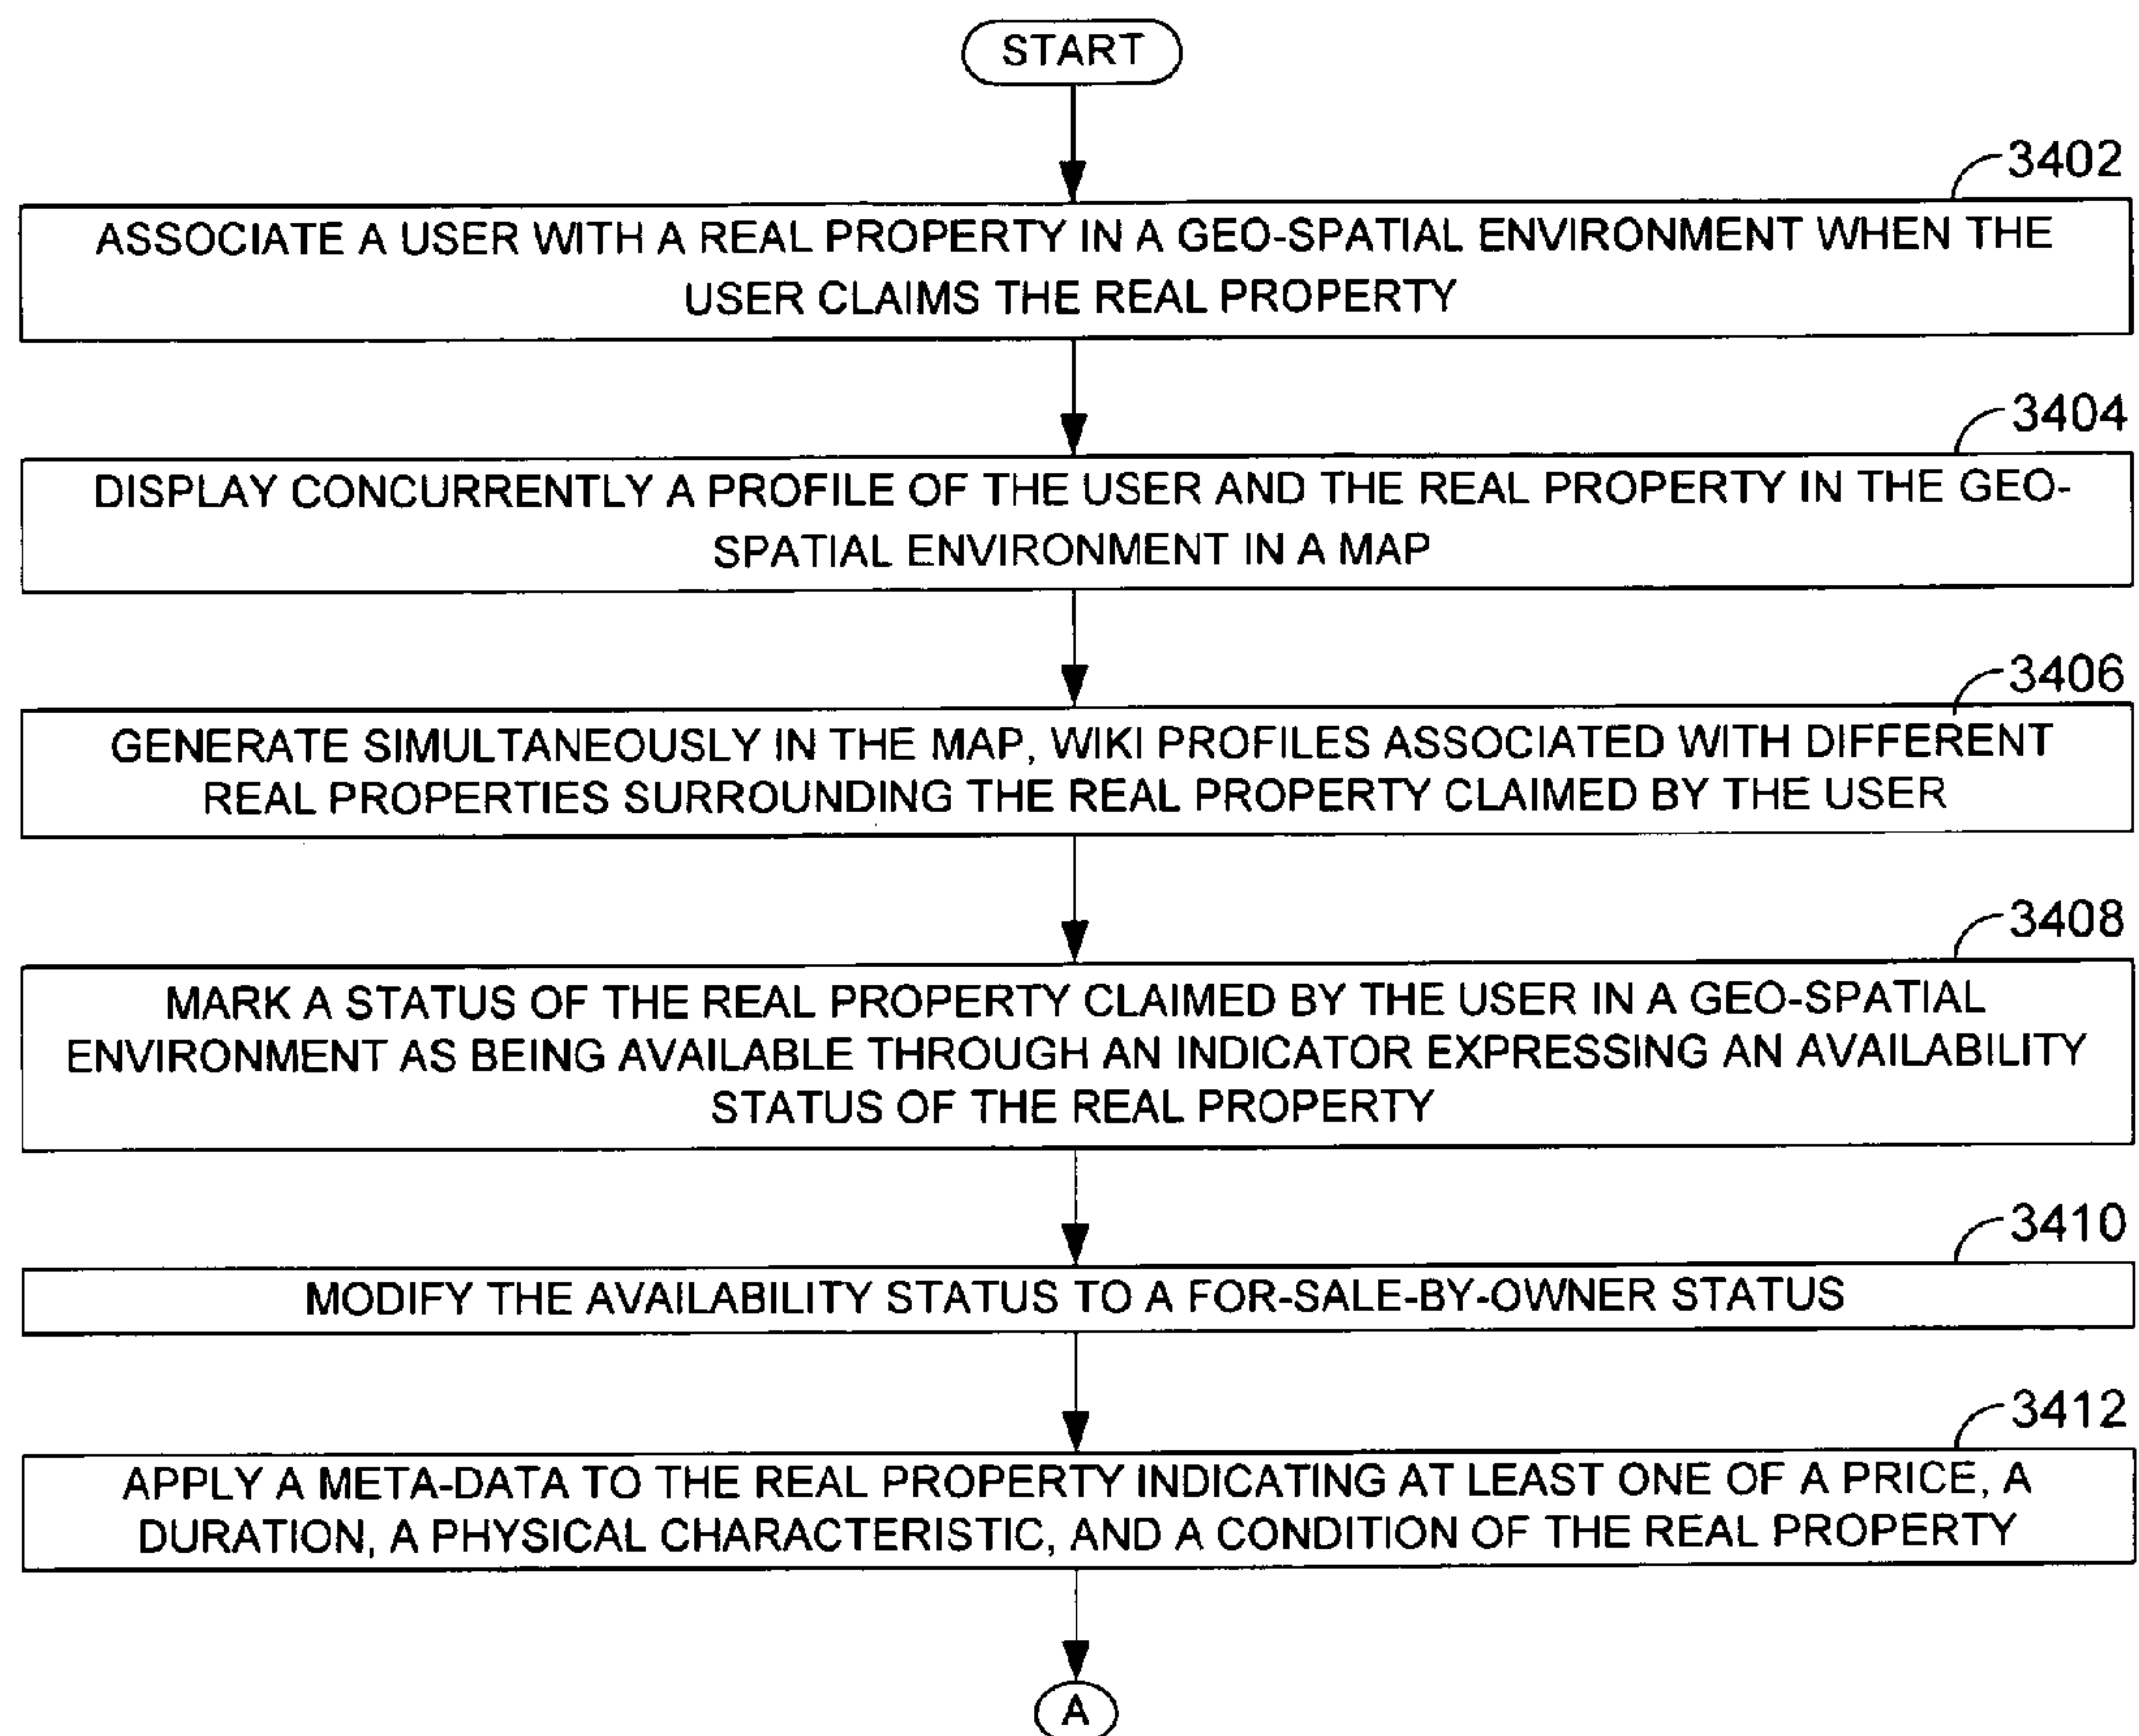 START
3402
ASSOCIATE A USER WITH A REAL PROPERTY IN A GEO-SPATIAL ENVIRONMENT WHEN THE
USER CLAIMS THE REAL PROPERTY
3404
DISPLAY CONCURRENTLY A PROFILE OF THE USER AND THE REAL PROPERTY IN THE GEO-
SPATIAL ENVIRONMENT IN A MAP
3406
GENERATE SIMULTANEOUSLY IN THE MAP, WIKI PROFILES ASSOCIATED WITH DIFFERENT
REAL PROPERTIES SURROUNDING THE REAL PROPERTY CLAIMED BY THE USER
3408
MARK A STATUS OF THE REAL PROPERTY CLAIMED BY THE USER IN A GEO-SPATIAL
ENVIRONMENT AS BEING AVAILABLE THROUGH AN INDICATOR EXPRESSING AN AVAILABILITY
STATUS OF THE REAL PROPERTY
3410
MODIFY THE AVAILABILITY STATUS TO A FOR-SALE-BY-OWNER STATUS
3412
APPLY A META-DATA TO THE REAL PROPERTY INDICATING AT LEAST ONE OF A PRICE, A
DURATION, A PHYSICAL CHARACTERISTIC, AND A CONDITION OF THE REAL PROPERTY
A